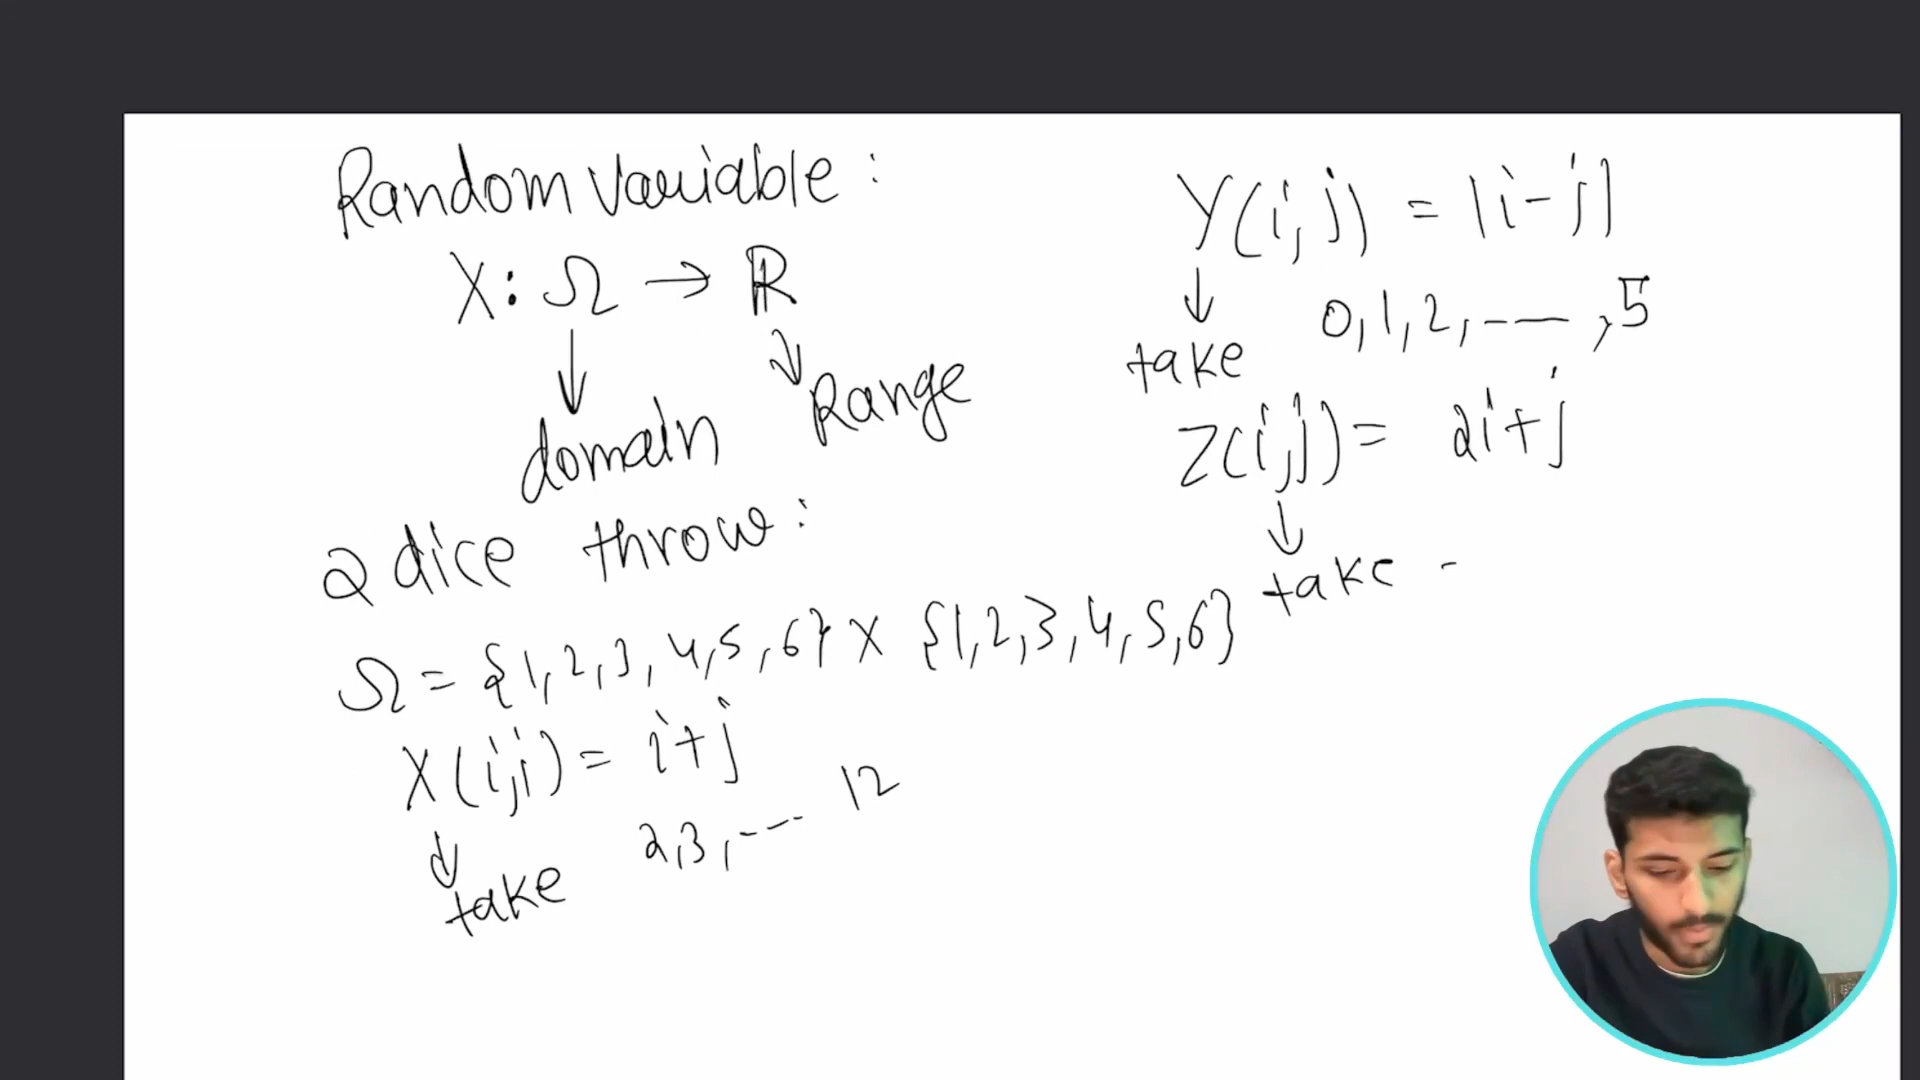 Random Variable :
X : Ω → ℝ
↓ ↓
domain Range
2 dice throw :
Ω = {1,2,3,4,5,6} X {1,2,3,4,5,6}
X(i,j) = i+j
↓
take 2,3,--- 12
Y(i,j) = |i-j|
↓
take 0,1,2,---,5
Z(i,j) = 2i+j
↓
take -